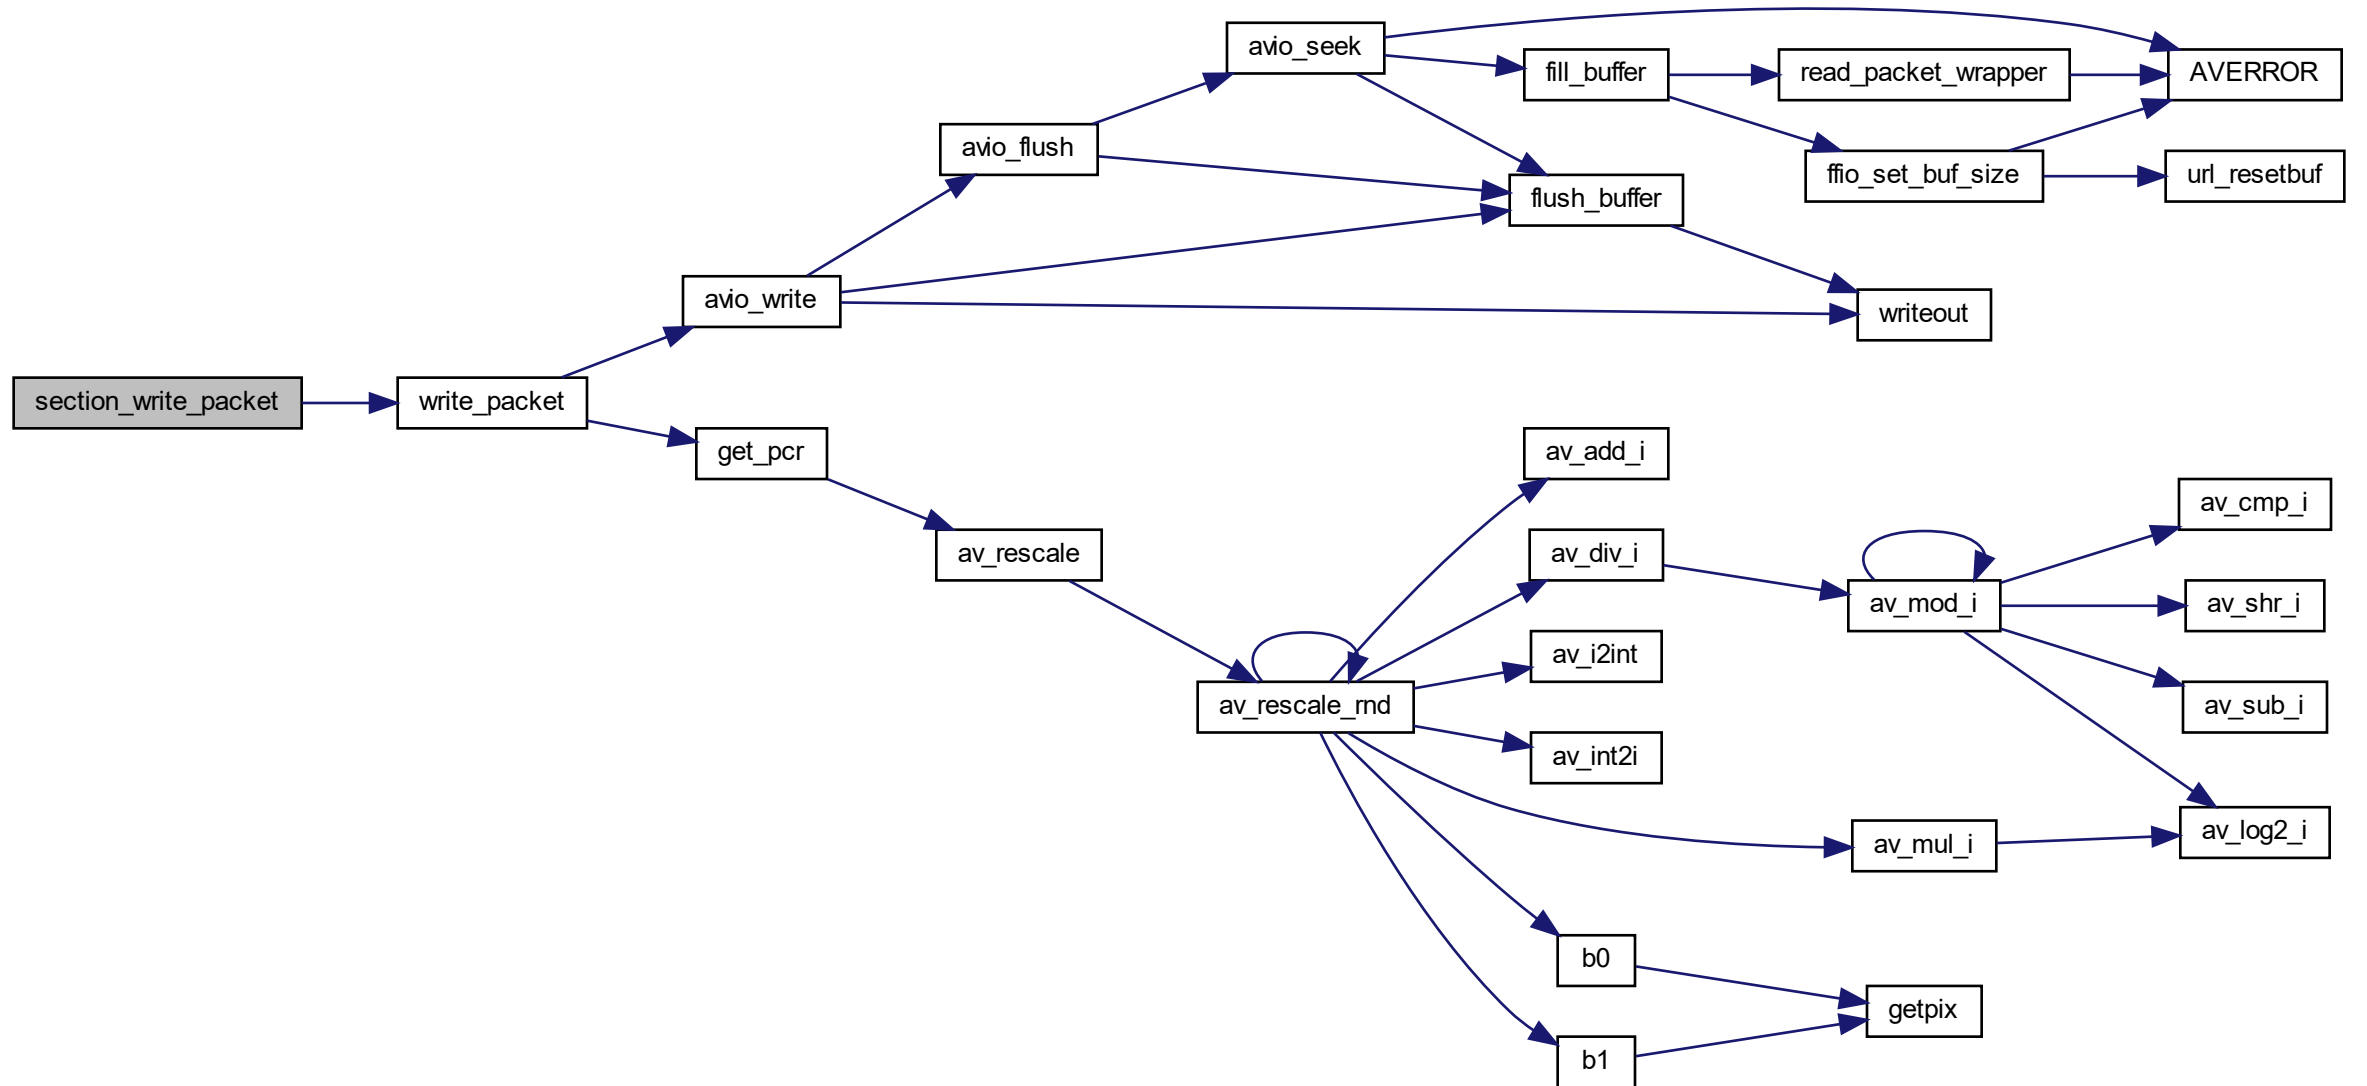 avio_seek
fill_buffer
read_packet_wrapper
AVERROR
avio_flush
ffio_set_buf_size
url_resetbuf
flush_buffer
avio_write
writeout
section_write_packet
write_packet
get_pcr
av_add_i
av_cmp_i
av_rescale
av_div_i
av_mod_i
av_shr_i
av_i2int
av_rescale_rnd
av_sub_i
av_int2i
av_mul_i
av_log2_i
b0
getpix
b1